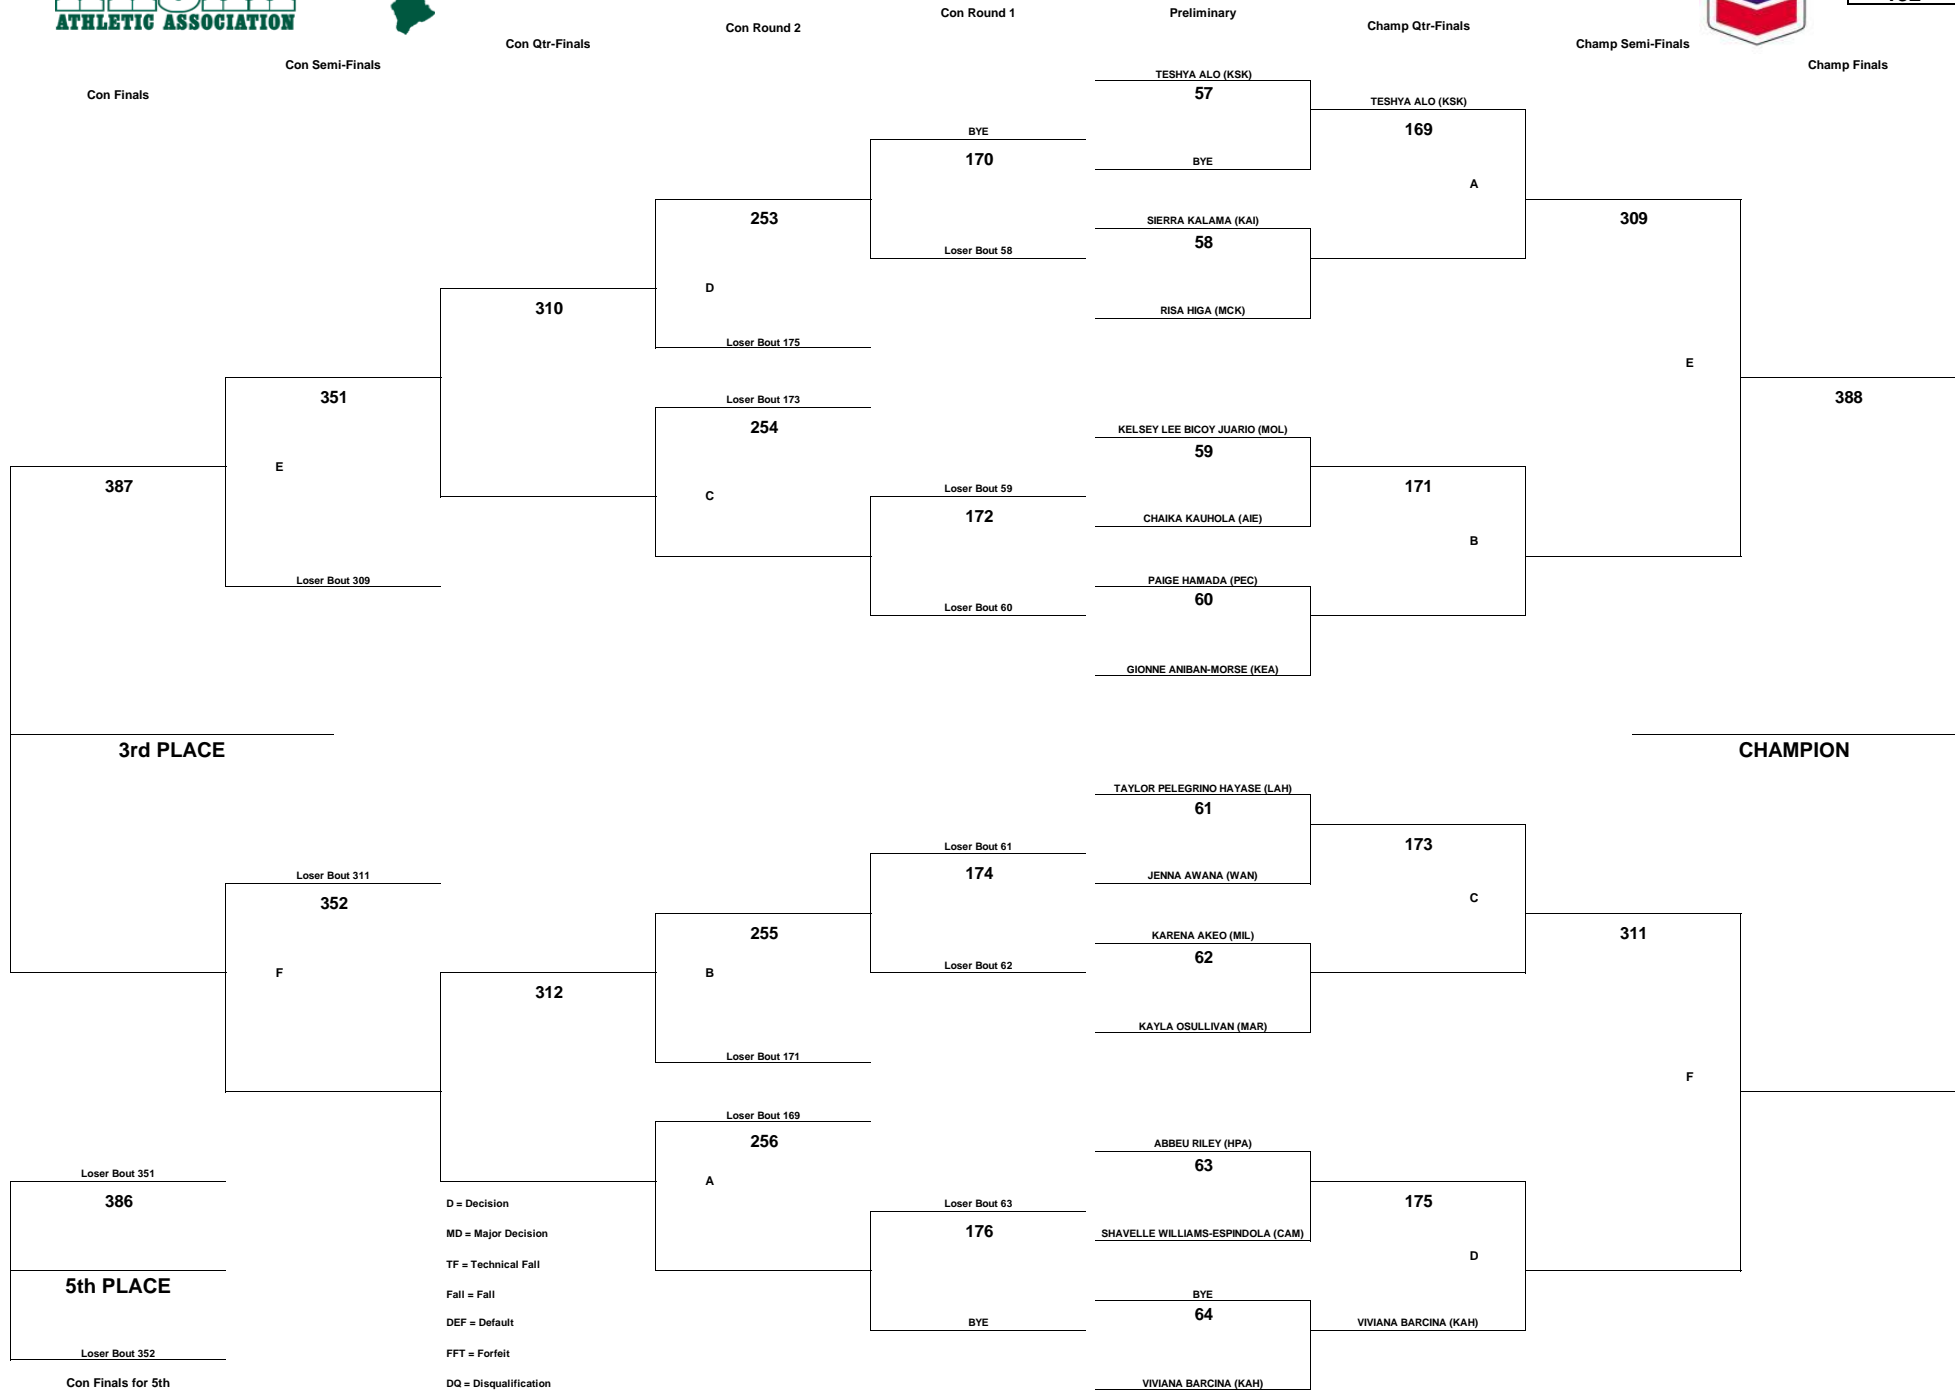 ATHLETIC ASSOCIATION
Con Finals
Con Semi-Finals
Con Qtr-Finals
Con Round 2
Con Round 1
Preliminary
Champ Qtr-Finals
Champ Semi-Finals
Champ Finals
TESHYA ALO (KSK)
57
BYE
TESHYA ALO (KSK)
169
A
BYE
170
Loser Bout 58
SIERRA KALAMA (KAI)
58
RISA HIGA (MCK)
253
D
Loser Bout 175
309
E
310
351
E
Loser Bout 309
Loser Bout 173
254
C
388
387
KELSEY LEE BICOY JUARIO (MOL)
59
CHAIKA KAUHOLA (AIE)
171
B
Loser Bout 59
172
Loser Bout 60
PAIGE HAMADA (PEC)
60
GIONNE ANIBAN-MORSE (KEA)
3rd PLACE
CHAMPION
TAYLOR PELEGRINO HAYASE (LAH)
61
JENNA AWANA (WAN)
173
C
Loser Bout 61
174
Loser Bout 62
Loser Bout 311
352
F
KARENA AKEO (MIL)
62
KAYLA OSULLIVAN (MAR)
255
B
Loser Bout 171
311
F
312
Loser Bout 169
256
A
ABBEU RILEY (HPA)
63
SHAVELLE WILLIAMS-ESPINDOLA (CAM)
175
D
Loser Bout 63
176
BYE
BYE
64
VIVIANA BARCINA (KAH)
VIVIANA BARCINA (KAH)
Loser Bout 351
386
5th PLACE
Loser Bout 352
Con Finals for 5th
D = Decision
MD = Major Decision
TF = Technical Fall
Fall = Fall
DEF = Default
FFT = Forfeit
DQ = Disqualification